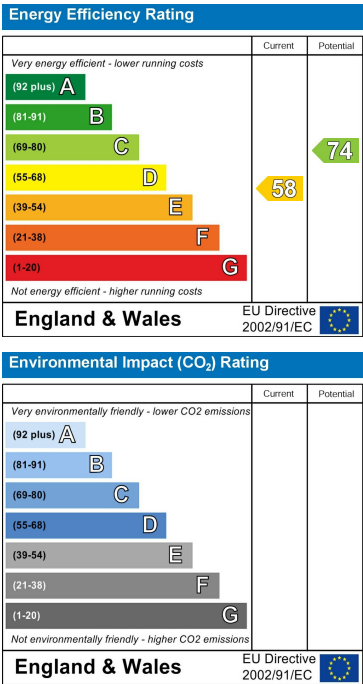 Energy Efficiency Rating
Current Potential
Very energy efficient - lower running costs
(92 plus) A
(81-91) B
(69-80) C
74
(55-68) D
58
(39-54) E
(21-38) F
(1-20) G
Not energy efficient - higher running costs
England & Wales
EU Directive
2002/91/EC
Environmental Impact (CO₂) Rating
Current Potential
Very environmentally friendly - lower CO2 emissions
(92 plus) A
(81-91) B
(69-80) C
(55-68) D
(39-54) E
(21-38) F
(1-20) G
Not environmentally friendly - higher CO2 emissions
England & Wales
EU Directive
2002/91/EC